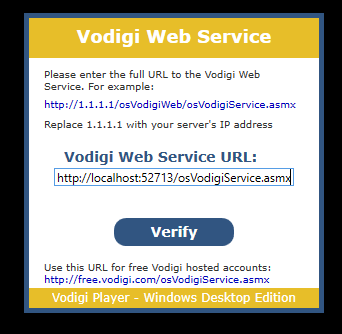 Vodigi Web Service
Please enter the full URL to the Vodigi Web
Service. For example:
http://1.1.1.1/osVodigiWeb/osVodigiService.asmx
Replace 1.1.1.1 with your server's IP address
Vodigi Web Service URL:
http://localhost:52713/osVodigiService.asmx
Verify
Use this URL for free Vodigi hosted accounts:
http://free.vodigi.com/osVodigiService.asmx
Vodigi Player - Windows Desktop Edition